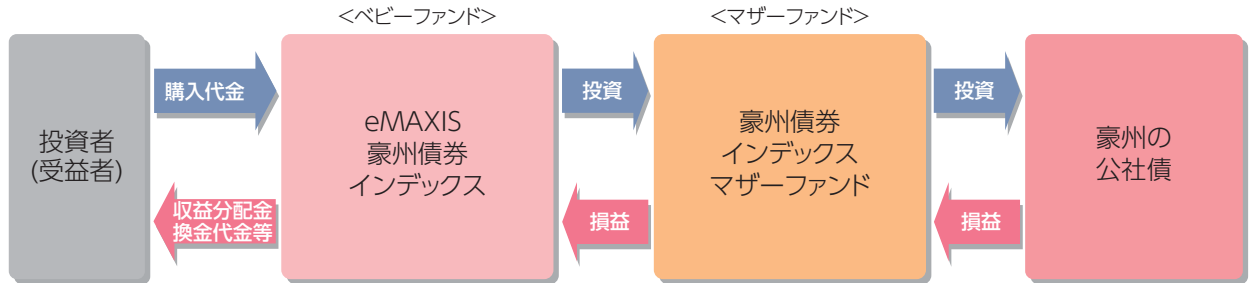 <ベビーファンド>
<マザーファンド>
投資者
(受益者)
購入代金
収益分配金
換金代金等
eMAXIS
豪州債券
インデックス
投資
損益
豪州債券
インデックス
マザーファンド
投資
損益
豪州の
公社債